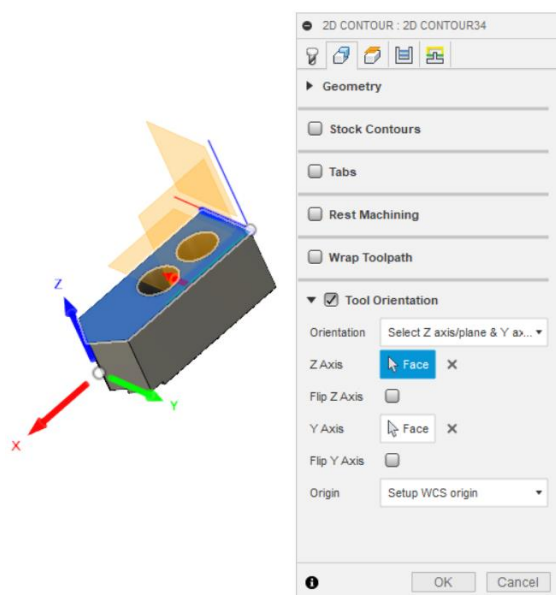 2D CONTOUR : 2D CONTOUR34
Geometry
Stock Contours
Tabs
Rest Machining
Wrap Toolpath
Tool Orientation
Orientation Select Z axis/plane & Y ax...
Z Axis Face
Flip Z Axis
Y Axis Face
Flip Y Axis
Origin Setup WCS origin
OK Cancel
Z
Y
X